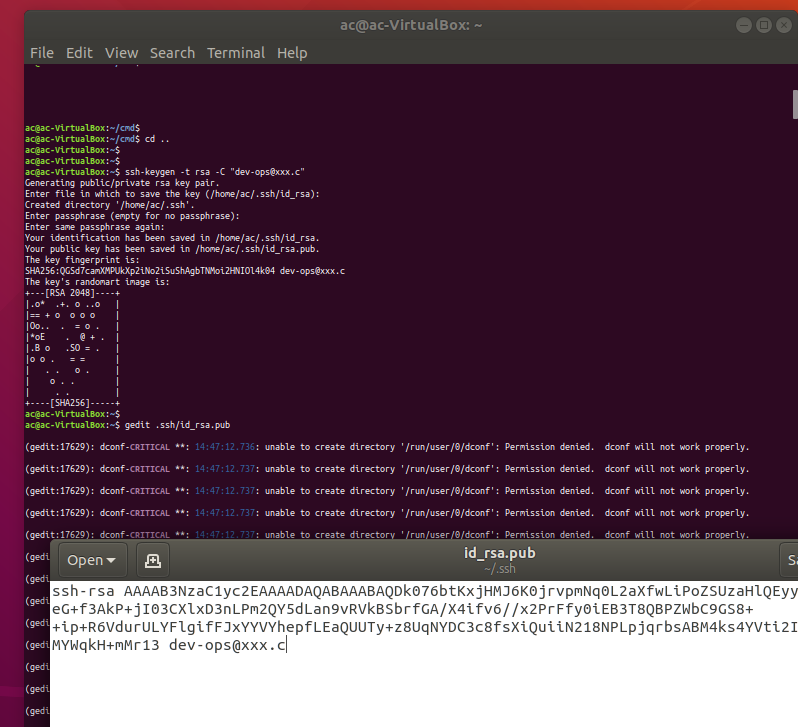 ac@ac-VirtualBox: ~
File Edit View Search Terminal Help
ac@ac-VirtualBox:~/cmd$
ac@ac-VirtualBox:~/cmd$ cd ..
ac@ac-VirtualBox:~$
ac@ac-VirtualBox:~$
ac@ac-VirtualBox:~$ ssh-keygen -t rsa -C "dev-ops@xxx.c"
Generating public/private rsa key pair.
Enter file in which to save the key (/home/ac/.ssh/id_rsa):
Created directory '/home/ac/.ssh'.
Enter passphrase (empty for no passphrase):
Enter same passphrase again:
Your identification has been saved in /home/ac/.ssh/id_rsa.
Your public key has been saved in /home/ac/.ssh/id_rsa.pub.
The key fingerprint is:
SHA256:QGSd7camXMPUkXp2iNo2iSuShAgbTNMoi2HNIOl4k04 dev-ops@xxx.c
The key's randomart image is:
+---[RSA 2048]----+
|.o*  .+. o ..o   |
|== + o  o o o    |
|Oo..  .  = o .   |
|*oE    .  @ + .  |
|.B o   .SO = .   |
|o o .   = =      |
|   . .   o .     |
|    o . .        |
|     . .         |
+----[SHA256]-----+
ac@ac-VirtualBox:~$
ac@ac-VirtualBox:~$ gedit .ssh/id_rsa.pub
(gedit:17629): dconf-CRITICAL **: 14:47:12.736: unable to create directory '/run/user/0/dconf': Permission denied.  dconf will not work properly.
(gedit:17629): dconf-CRITICAL **: 14:47:12.737: unable to create directory '/run/user/0/dconf': Permission denied.  dconf will not work properly.
(gedit:17629): dconf-CRITICAL **: 14:47:12.737: unable to create directory '/run/user/0/dconf': Permission denied.  dconf will not work properly.
(gedit:17629): dconf-CRITICAL **: 14:47:12.737: unable to create directory '/run/user/0/dconf': Permission denied.  dconf will not work properly.
(gedit:17629): dconf-CRITICAL **: 14:47:12.737: unable to create directory '/run/user/0/dconf': Permission denied.  dconf will not work properly.
(gedi
(gedi
(gedi
(gedi
(gedi
(gedi
(gedi
(gedi
Open
id_rsa.pub
~/.ssh
Sa
ssh-rsa AAAAB3NzaC1yc2EAAAADAQABAAABAQDk076btKxjHMJ6K0jrvpmNq0L2aXfwLiPoZSUzaHlQEyy
eG+f3AkP+jI03CXlxD3nLPm2QY5dLan9vRVkBSbrfGA/X4ifv6//x2PrFfy0iEB3T8QBPZWbC9GS8+
+ip+R6VdurULYFlgifFJxYYVYhepfLEaQUUTy+z8UqNYDC3c8fsXiQuiiN218NPLpjqrbsABM4ks4YVti2I
MYWqkH+mMr13 dev-ops@xxx.c